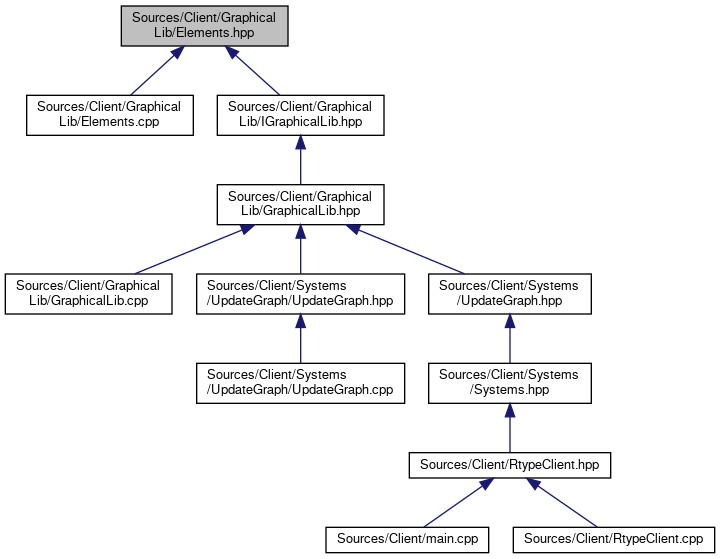 Sources/Client/Graphical
Lib/Elements.hpp
Sources/Client/Graphical
Lib/Elements.cpp
Sources/Client/Graphical
Lib/IGraphicalLib.hpp
Sources/Client/Graphical
Lib/GraphicalLib.hpp
Sources/Client/Graphical
Lib/GraphicalLib.cpp
Sources/Client/Systems
/UpdateGraph/UpdateGraph.hpp
Sources/Client/Systems
/UpdateGraph.hpp
Sources/Client/Systems
/UpdateGraph/UpdateGraph.cpp
Sources/Client/Systems
/Systems.hpp
Sources/Client/RtypeClient.hpp
Sources/Client/main.cpp
Sources/Client/RtypeClient.cpp